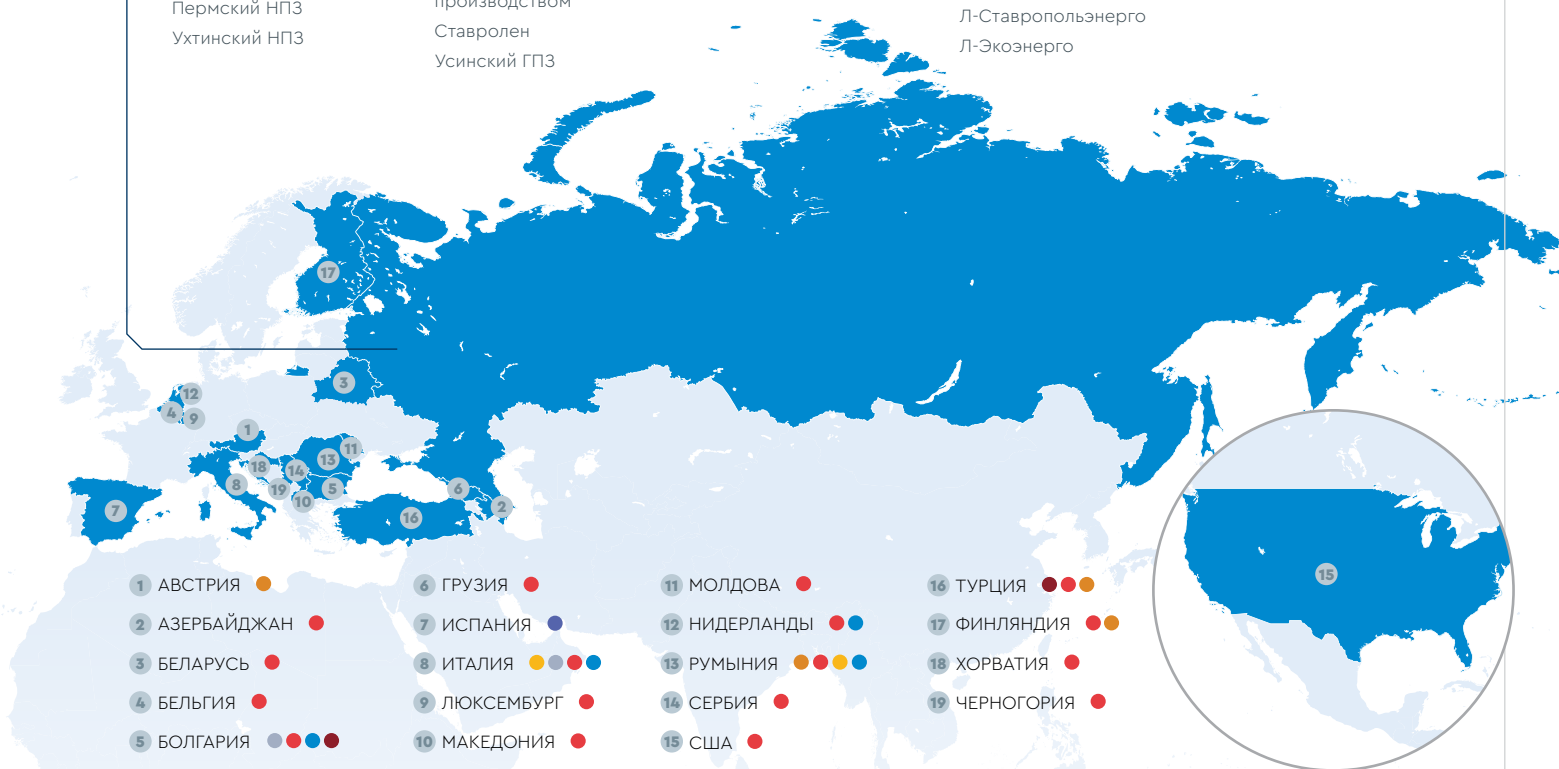 Пермский НПЗ
Ухтинский НПЗ
производством
Ставролен
Усинский ГПЗ
Л-Ставропольэнерго
Л-Экоэнерго
17
3
12
4
9
1
11
13
18
14
8
19
5
10
6
2
7
16
15
1 АВСТРИЯ
2 АЗЕРБАЙДЖАН
3 БЕЛАРУСЬ
4 БЕЛЬГИЯ
5 БОЛГАРИЯ
6 ГРУЗИЯ
7 ИСПАНИЯ
8 ИТАЛИЯ
9 ЛЮКСЕМБУРГ
10 МАКЕДОНИЯ
11 МОЛДОВА
12 НИДЕРЛАНДЫ
13 РУМЫНИЯ
14 СЕРБИЯ
15 США
16 ТУРЦИЯ
17 ФИНЛЯНДИЯ
18 ХОРВАТИЯ
19 ЧЕРНОГОРИЯ